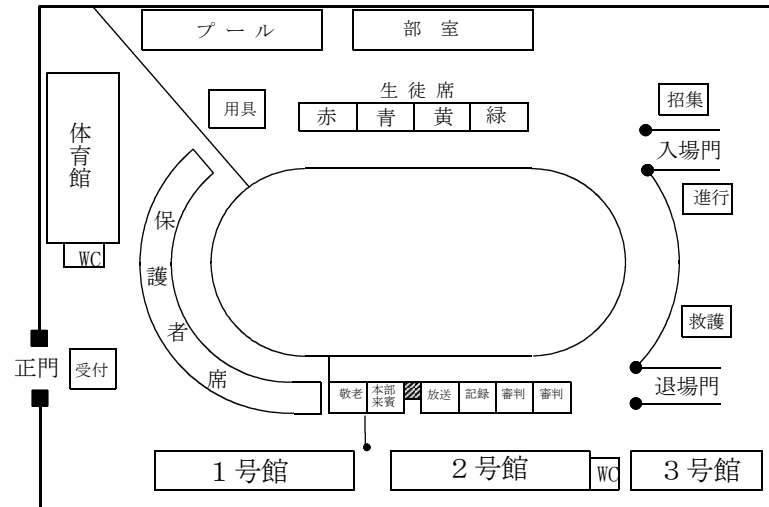 プール
部室
生徒席
用具
赤 青 黄 緑
招集
入場門
体育館
進行
保護者席
WC
救護
正門
受付
退場門
敬老
本部
来賓
放送
記録
審判
審判
1号館
2号館
WC
3号館